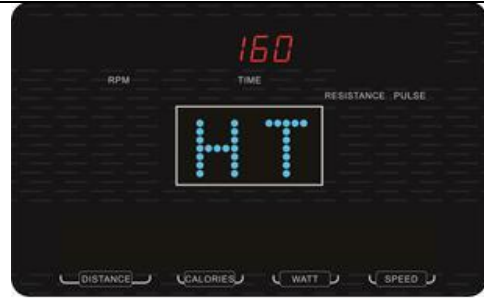 160
RPM TIME
RESISTANCE PULSE
HT
DISTANCE CALORIES WATT SPEED